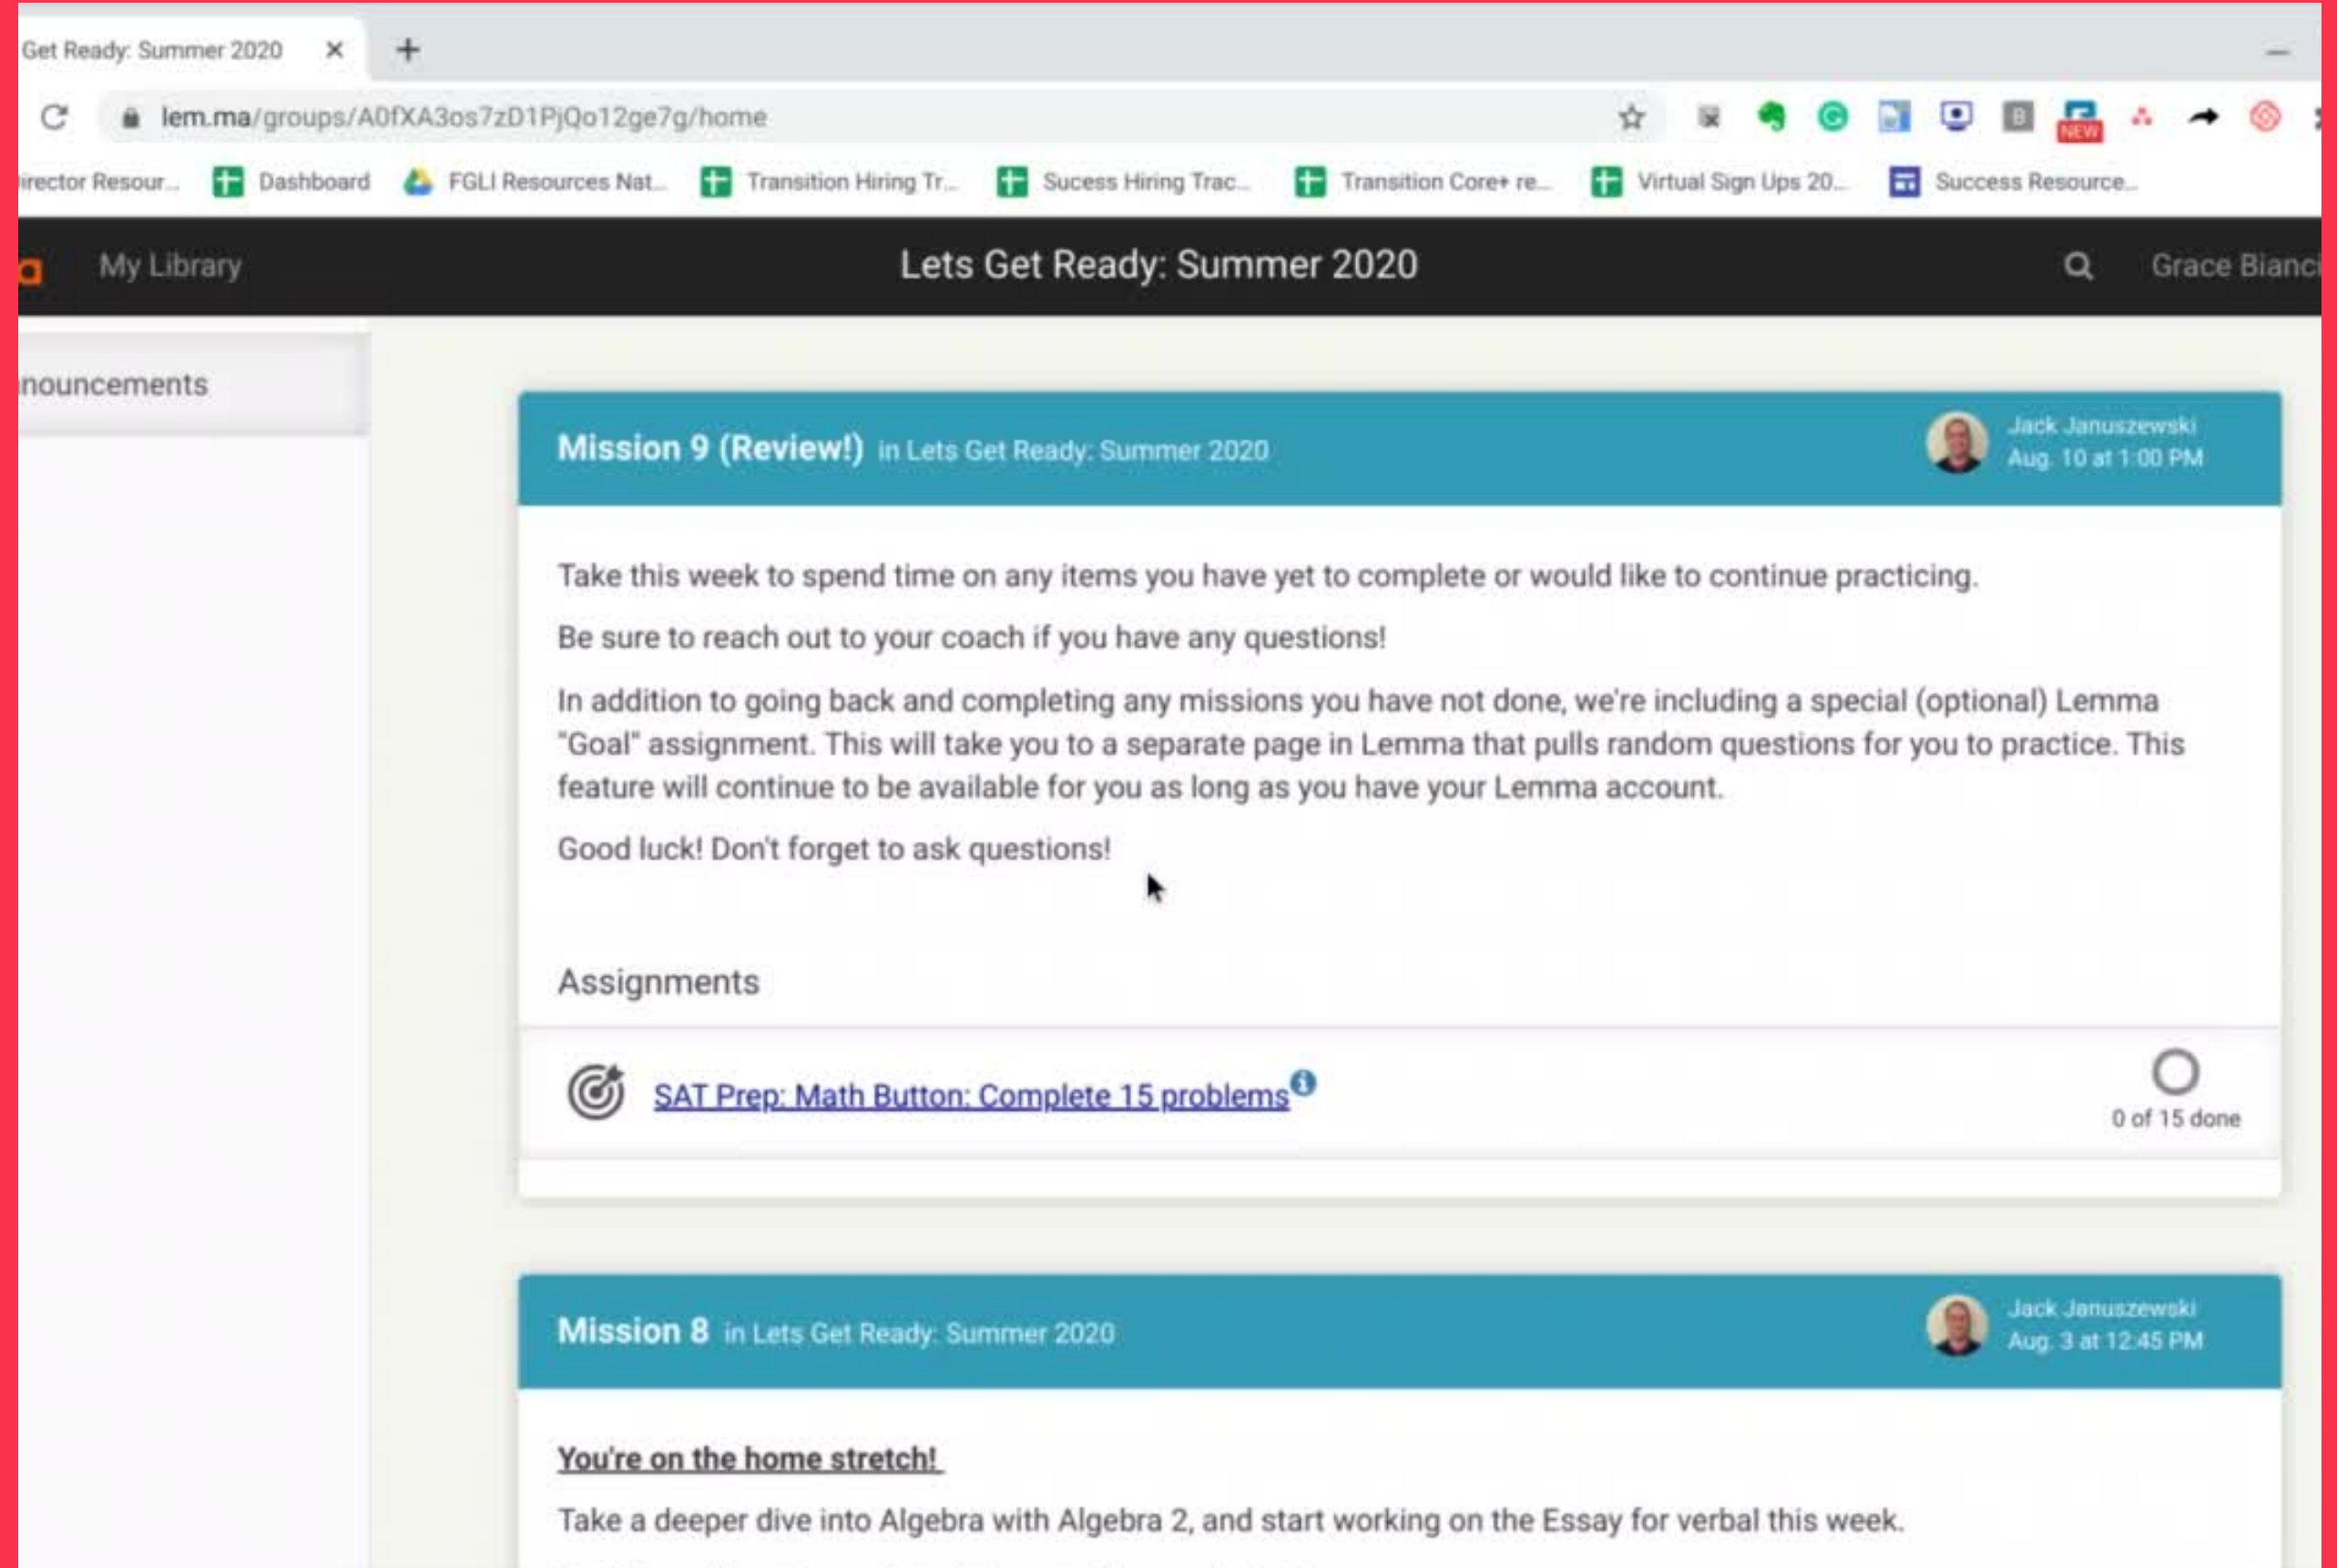 Get Ready: Summer 2020
lem.ma/groups/A0fXA3os7zD1PjQo12ge7g/home
B
NEW
irector Resour...
Dashboard
FGLI Resources Nat...
Transition Hiring Tr...
Sucess Hiring Trac...
Transition Core+ re...
Virtual Sign Ups 20...
Success Resource...
a
My Library
Lets Get Ready: Summer 2020
Grace Bianci
nouncements
Mission 9 (Review!) in Lets Get Ready: Summer 2020
Jack Januszewski
Aug. 10 at 1:00 PM
Take this week to spend time on any items you have yet to complete or would like to continue practicing.
Be sure to reach out to your coach if you have any questions!
In addition to going back and completing any missions you have not done, we're including a special (optional) Lemma
"Goal" assignment. This will take you to a separate page in Lemma that pulls random questions for you to practice. This
feature will continue to be available for you as long as you have your Lemma account.
Good luck! Don't forget to ask questions!
Assignments
SAT Prep: Math Button: Complete 15 problems
0 of 15 done
Mission 8 in Lets Get Ready: Summer 2020
Jack Januszewski
Aug. 3 at 12:45 PM
You're on the home stretch!
Take a deeper dive into Algebra with Algebra 2, and start working on the Essay for verbal this week.